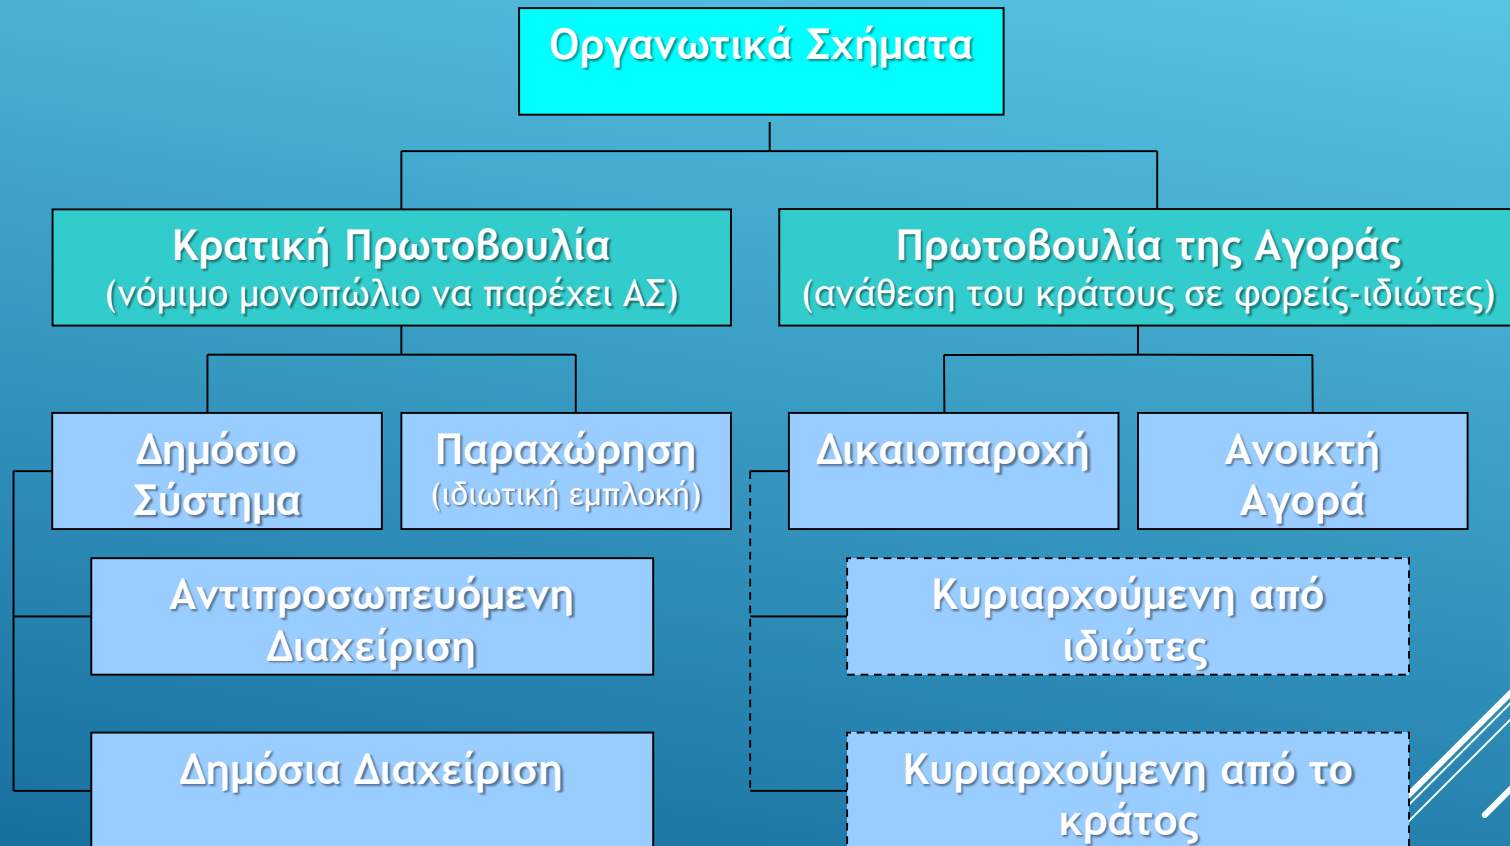 Οργανωτικά Σχήματα
Κρατική Πρωτοβουλία
(νόμιμο μονοπώλιο να παρέχει ΑΣ)
Πρωτοβουλία της Αγοράς
(ανάθεση του κράτους σε φορείς-ιδιώτες)
Δημόσιο
Σύστημα
Παραχώρηση
(ιδιωτική εμπλοκή)
Δικαιοπαροχή
Ανοικτή
Αγορά
Αντιπροσωπευόμενη
Διαχείριση
Κυριαρχούμενη από
ιδιώτες
Δημόσια Διαχείριση
Κυριαρχούμενη από το
κράτος